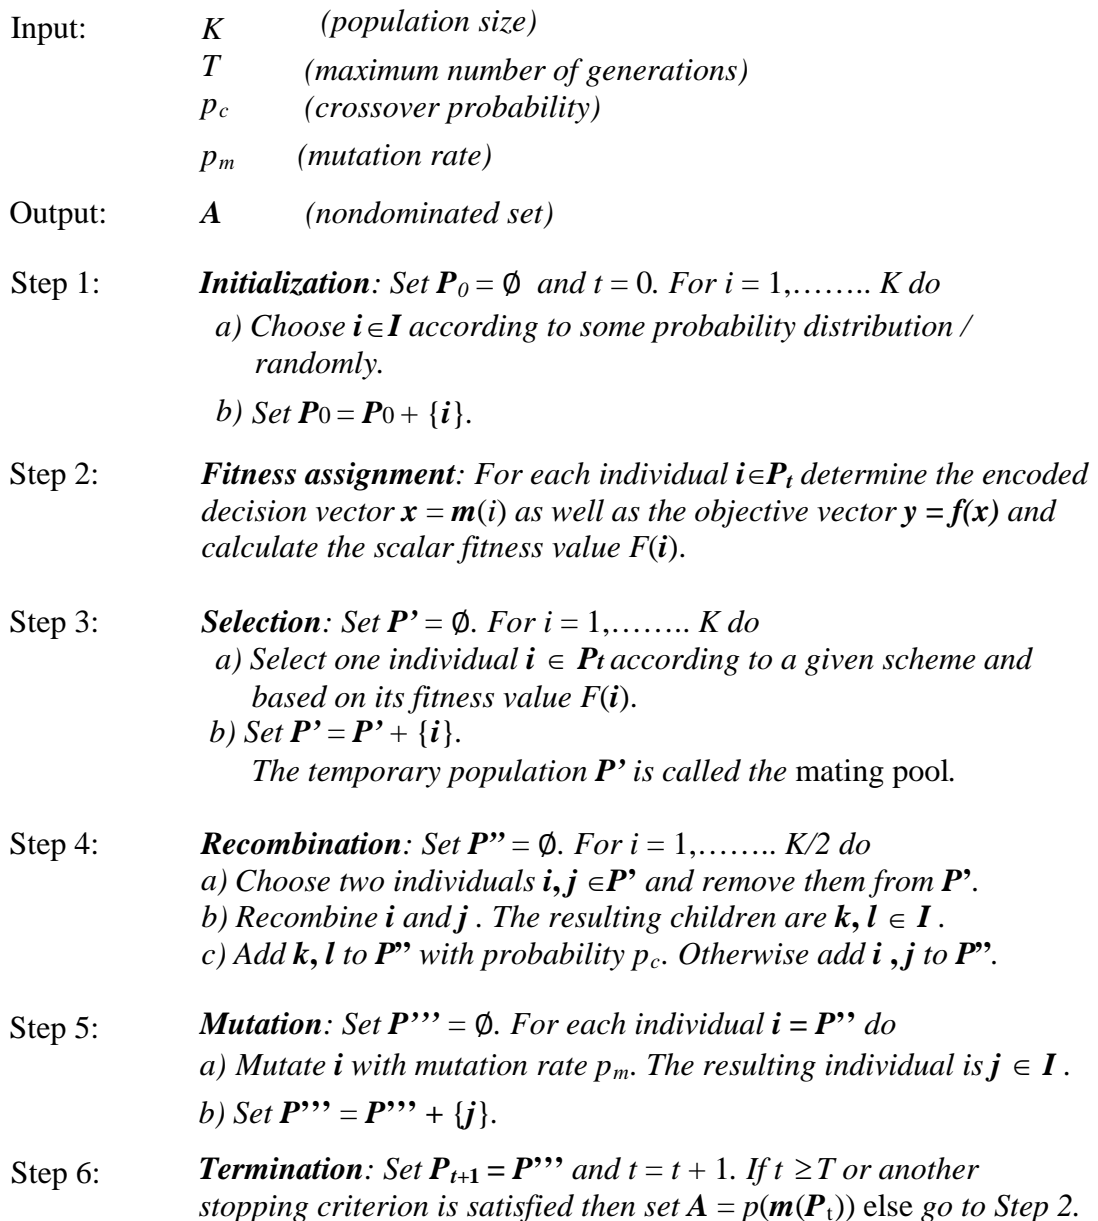 Input: K (population size)
T (maximum number of generations)
pc (crossover probability)
pm (mutation rate)
Output: A (nondominated set)
Step 1: Initialization: Set P0 = ∅ and t = 0. For i = 1,…….. K do
a) Choose i∈I according to some probability distribution /
randomly.
b) Set P0 = P0 + {i}.
Step 2: Fitness assignment: For each individual i∈Pt determine the encoded
decision vector x = m(i) as well as the objective vector y = f(x) and
calculate the scalar fitness value F(i).
Step 3: Selection: Set P’ = ∅. For i = 1,…….. K do
a) Select one individual i ∈ Pt according to a given scheme and
based on its fitness value F(i).
b) Set P’ = P’ + {i}.
The temporary population P’ is called the mating pool.
Step 4: Recombination: Set P” = ∅. For i = 1,…….. K/2 do
a) Choose two individuals i, j ∈P’ and remove them from P’.
b) Recombine i and j . The resulting children are k, l ∈ I .
c) Add k, l to P” with probability pc. Otherwise add i , j to P”.
Step 5: Mutation: Set P’’’ = ∅. For each individual i = P’’ do
a) Mutate i with mutation rate pm. The resulting individual is j ∈ I .
b) Set P’’’ = P’’’ + {j}.
Step 6: Termination: Set Pt+1 = P’’’ and t = t + 1. If t ≥T or another
stopping criterion is satisfied then set A = p(m(Pt)) else go to Step 2.